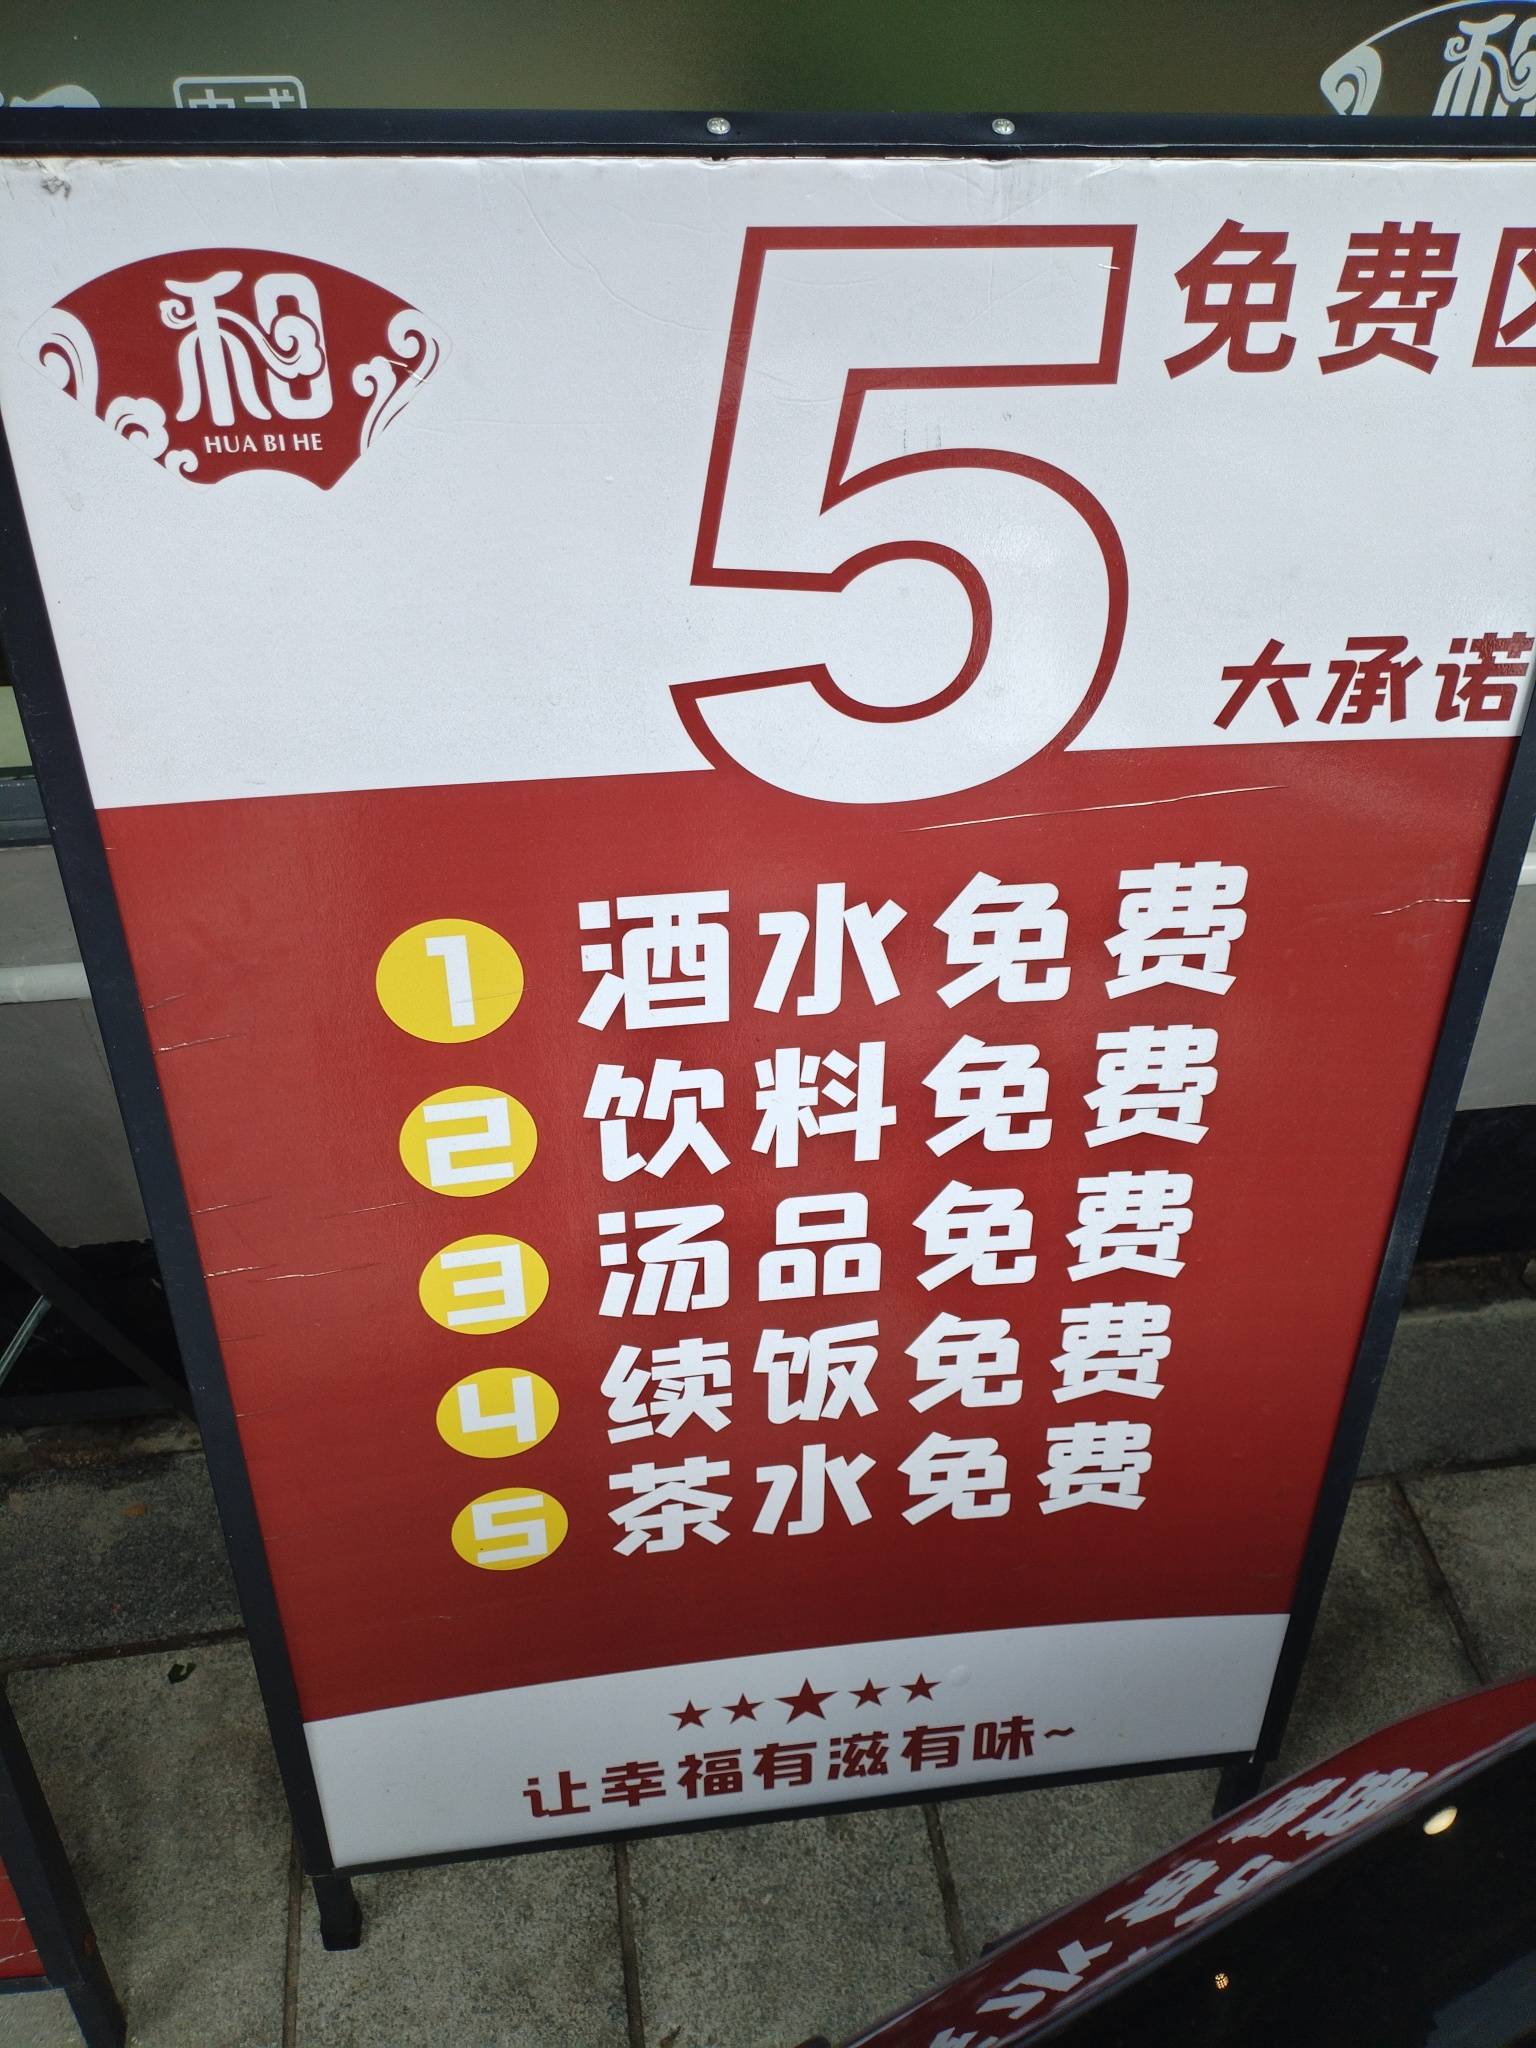 和
HUA BI HE
5
免费
大承诺
1 酒水免费
2 饮料免费
3 汤品免费
4 续饭免费
5 茶水免费
让幸福有滋有味~